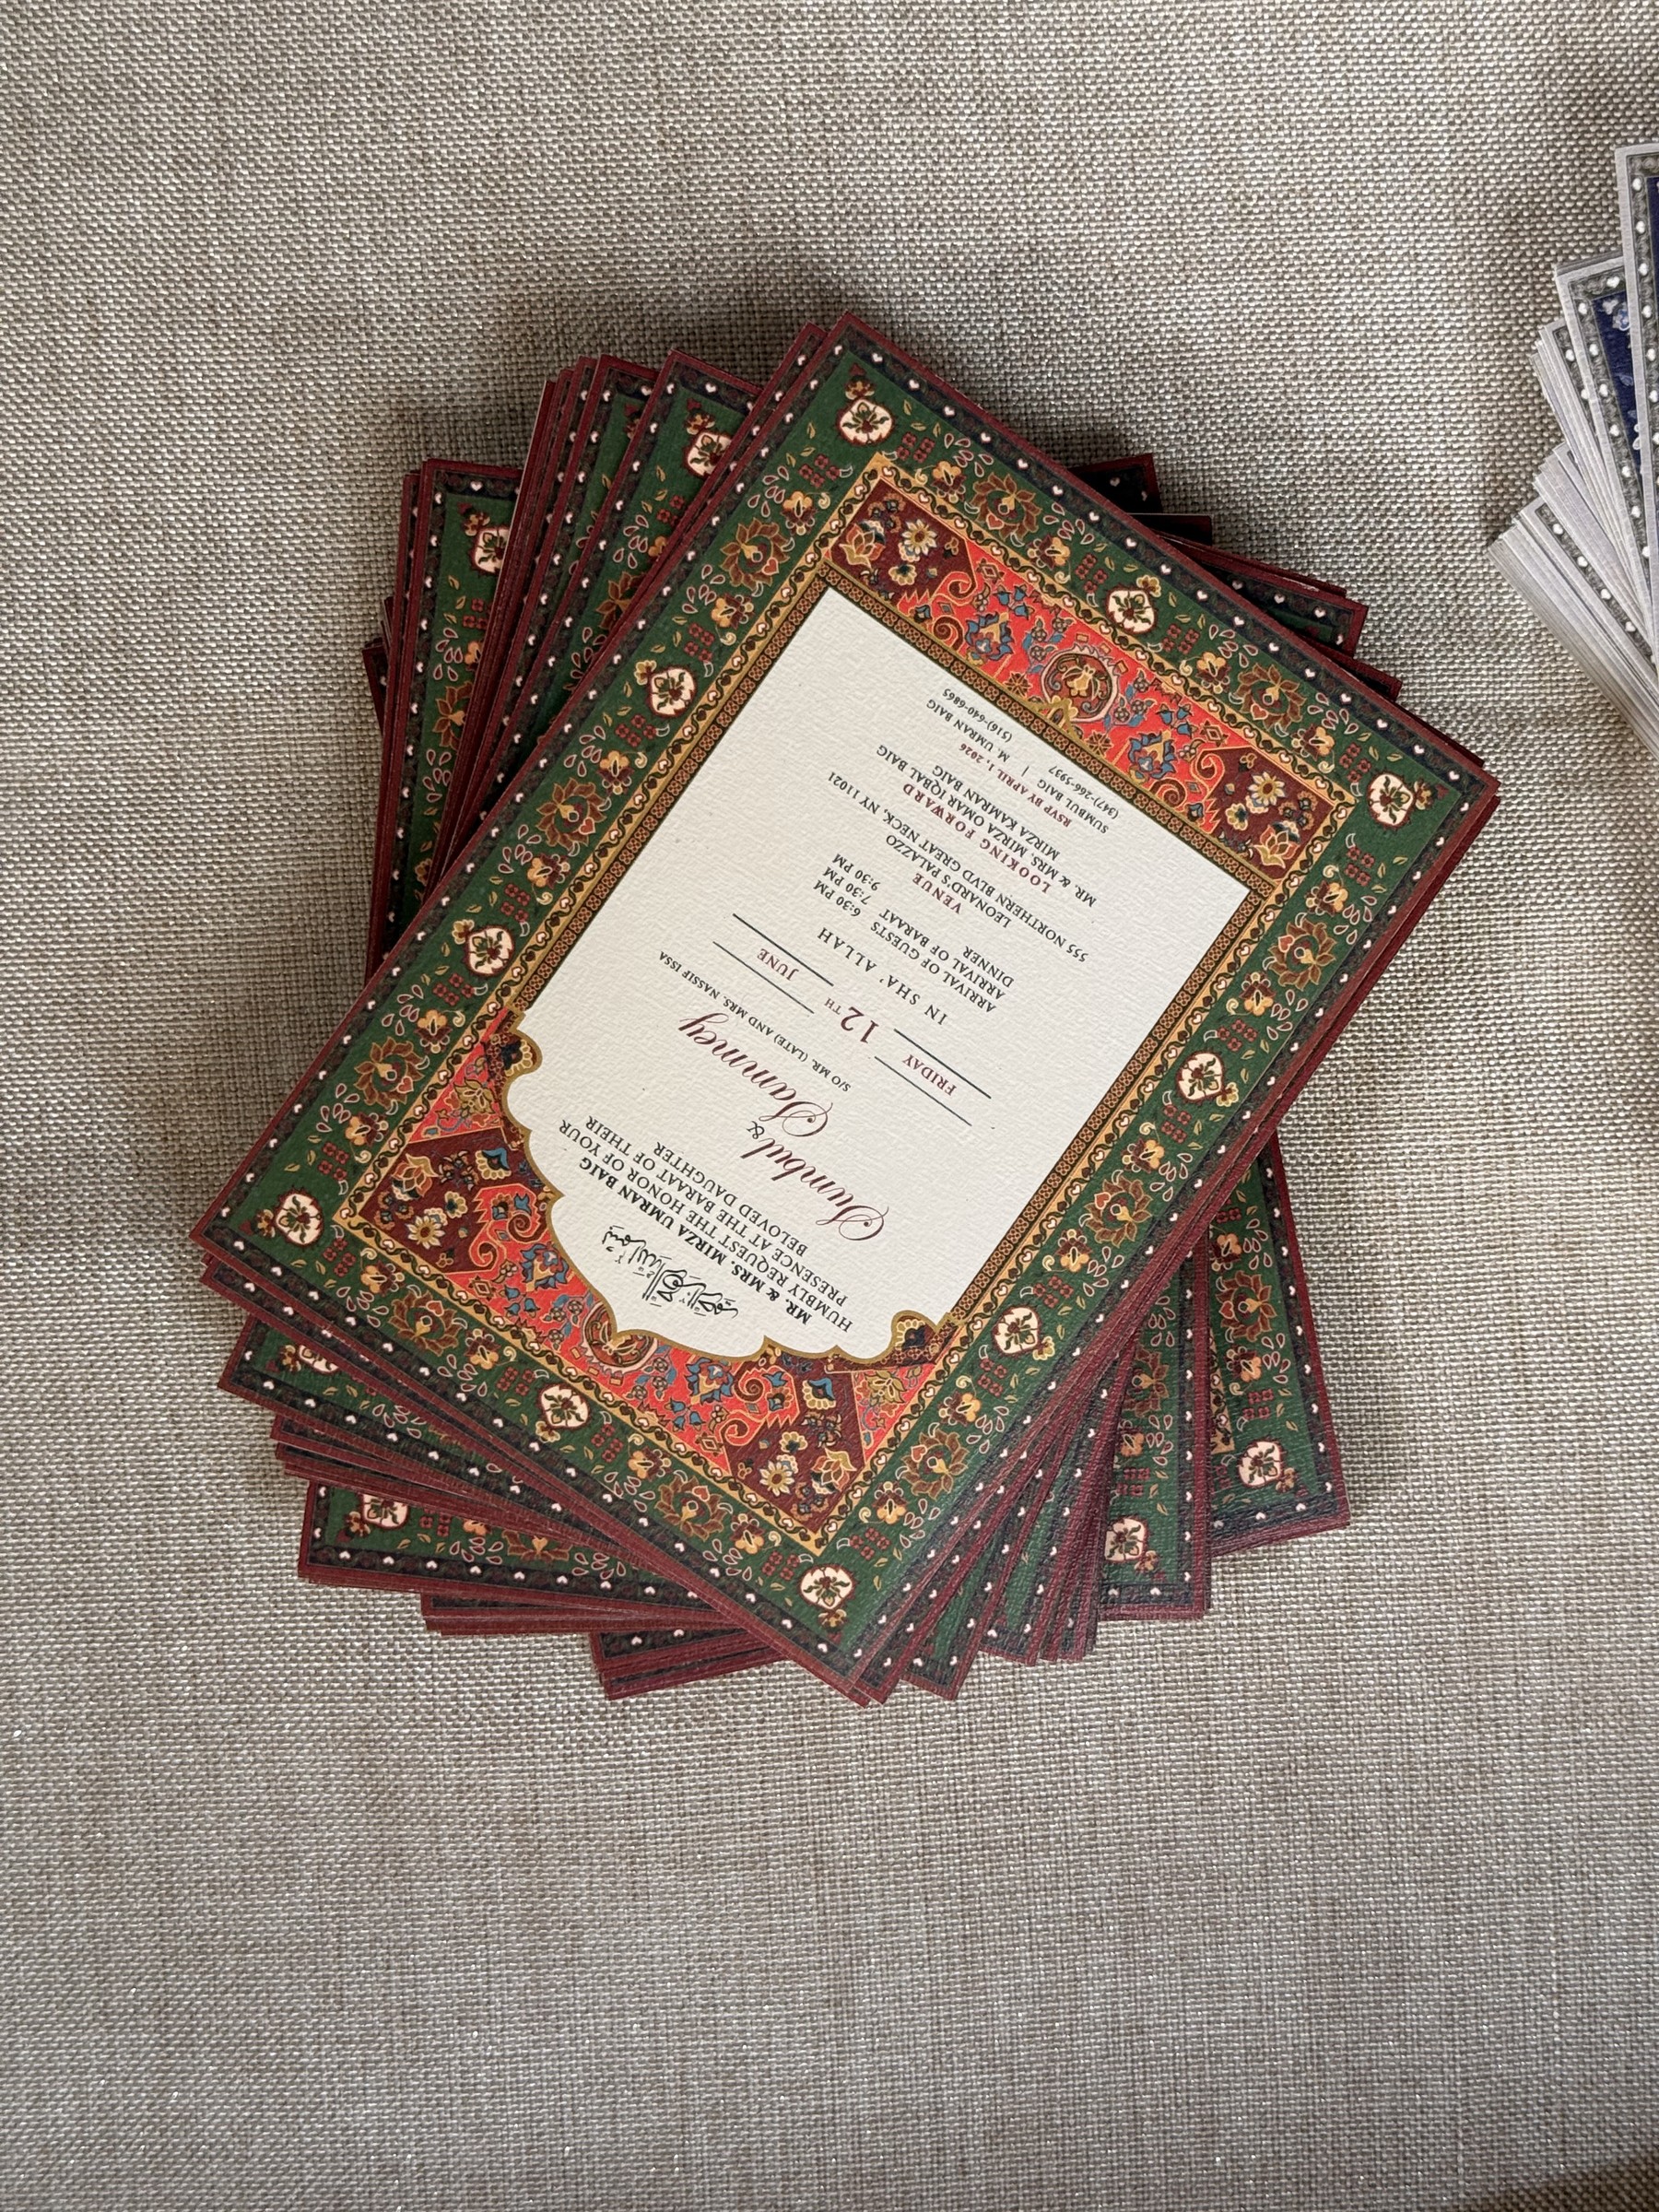 بسم الله الرحمن الرحيم
MR. & MRS. MIRZA UMRAN BAIG
HUMBLY REQUEST THE HONOR OF YOUR
PRESENCE AT THE BARAAT OF THEIR
BELOVED DAUGHTER
Sumbul
&
Sammey
S/O MR. (LATE) AND MRS. NASSIF ISSA
FRIDAY 12TH JUNE
IN SHA' ALLAH
ARRIVAL OF GUESTS 6:30 PM
ARRIVAL OF BARAAT 7:30 PM
DINNER 9:30 PM
VENUE
LEONARD'S PALAZZO
555 NORTHERN BLVD GREAT NECK, NY 11021
LOOKING FORWARD
MR. & MRS. MIRZA OMAR IQBAL BAIG
MIRZA KAMRAN BAIG
RSVP BY APRIL 1, 2026
SUMBUL BAIG | M. UMRAN BAIG
(347)-266-5937 (516)-640-6865